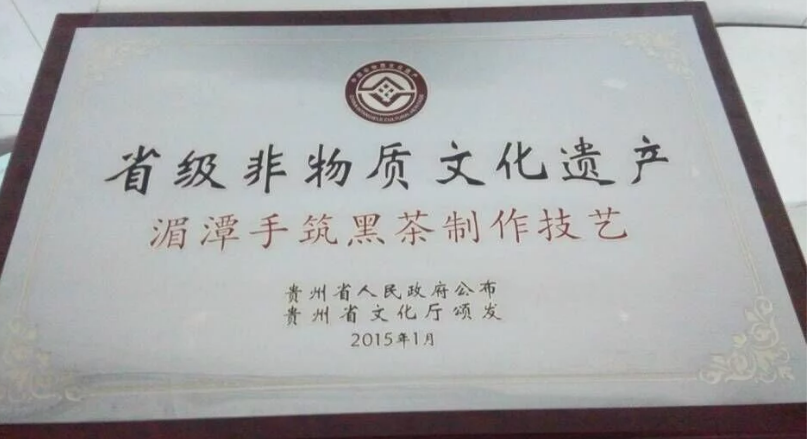 省级非物质文化遗产
湄潭手筑黑茶制作技艺
贵州省人民政府公布
贵州省文化厅颁发
2015年1月